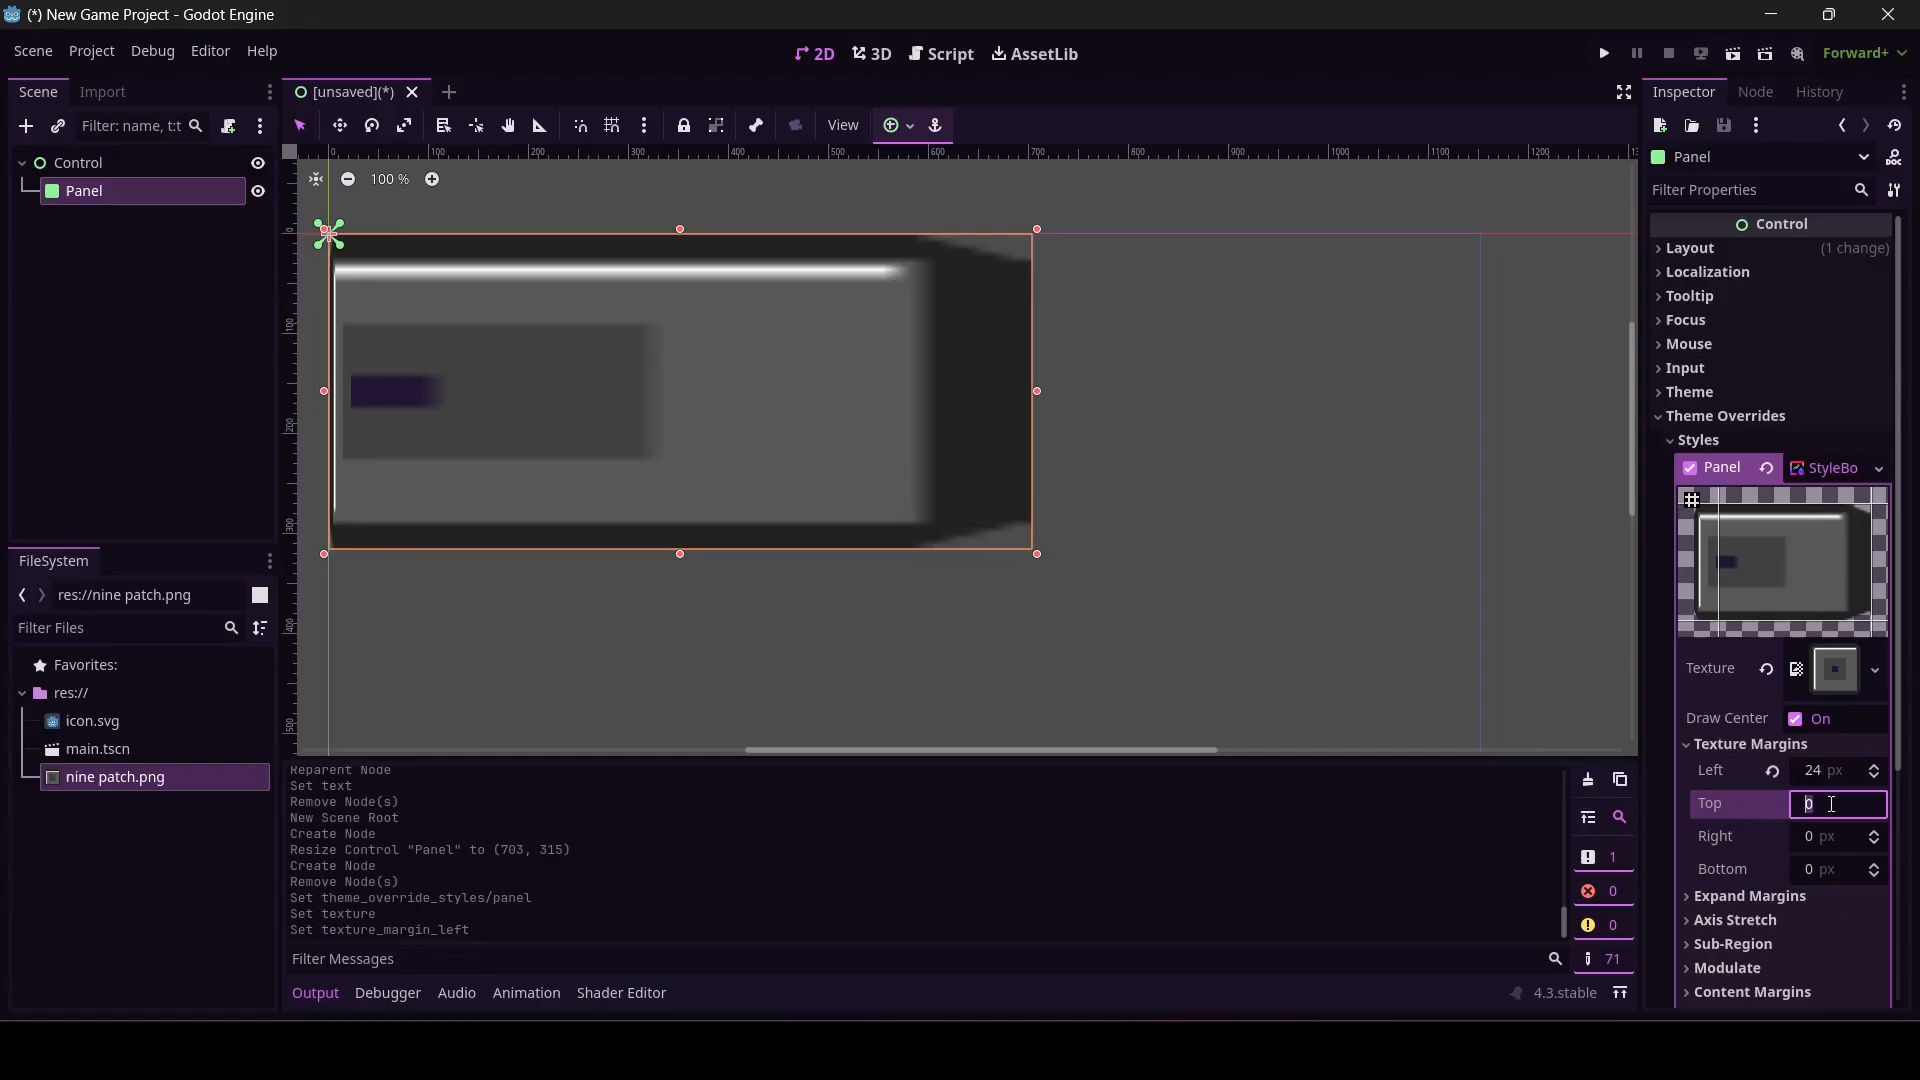 (*) New Game Project - Godot Engine
Scene Project Debug Editor Help
2D 3D Script AssetLib
Forward+
Scene Import
[unsaved](*)
Inspector Node History
Filter: name, t:t
View
Control
Panel
100 %
0 100 200 300 400 500 600 700 800 900 1000 1100 1200
0
100
200
300
400
500
Panel
Filter Properties
Control
Layout (1 change)
Localization
Tooltip
Focus
Mouse
Input
Theme
Theme Overrides
Styles
Panel StyleBo
Texture
Draw Center On
Texture Margins
Left 24 px
Top 0
Right 0 px
Bottom 0 px
Expand Margins
Axis Stretch
Sub-Region
Modulate
Content Margins
FileSystem
res://nine patch.png
Filter Files
Favorites:
res://
icon.svg
main.tscn
nine patch.png
Reparent Node
Set text
Remove Node(s)
New Scene Root
Create Node
Resize Control "Panel" to (703, 315)
Create Node
Remove Node(s)
Set theme_override_styles/panel
Set texture
Set texture_margin_left
1
0
0
71
Filter Messages
Output Debugger Audio Animation Shader Editor
4.3.stable